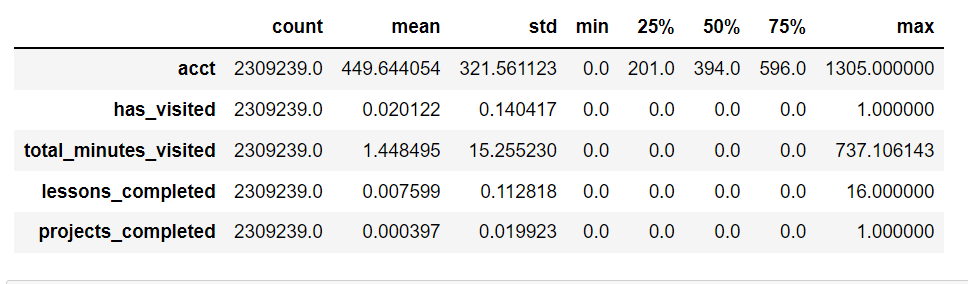 count mean std min 25% 50% 75% max
acct 2309239.0 449.644054 321.561123 0.0 201.0 394.0 596.0 1305.000000
has_visited 2309239.0 0.020122 0.140417 0.0 0.0 0.0 0.0 1.000000
total_minutes_visited 2309239.0 1.448495 15.255230 0.0 0.0 0.0 0.0 737.106143
lessons_completed 2309239.0 0.007599 0.112818 0.0 0.0 0.0 0.0 16.000000
projects_completed 2309239.0 0.000397 0.019923 0.0 0.0 0.0 0.0 1.000000